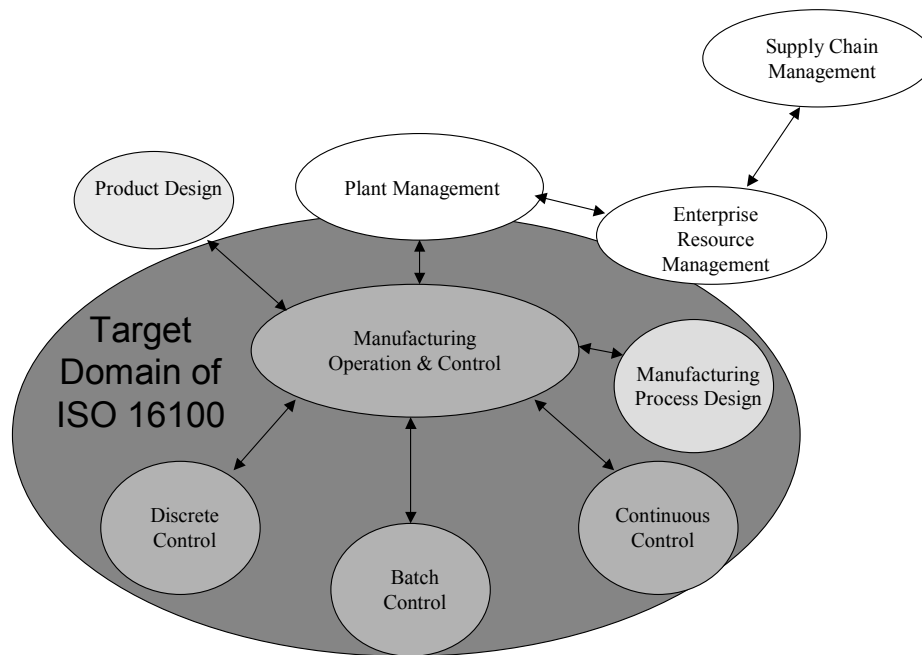 Supply Chain
Management
Product Design
Plant Management
Enterprise
Resource
Management
Target
Domain of
ISO 16100
Manufacturing
Operation & Control
Manufacturing
Process Design
Discrete
Control
Batch
Control
Continuous
Control